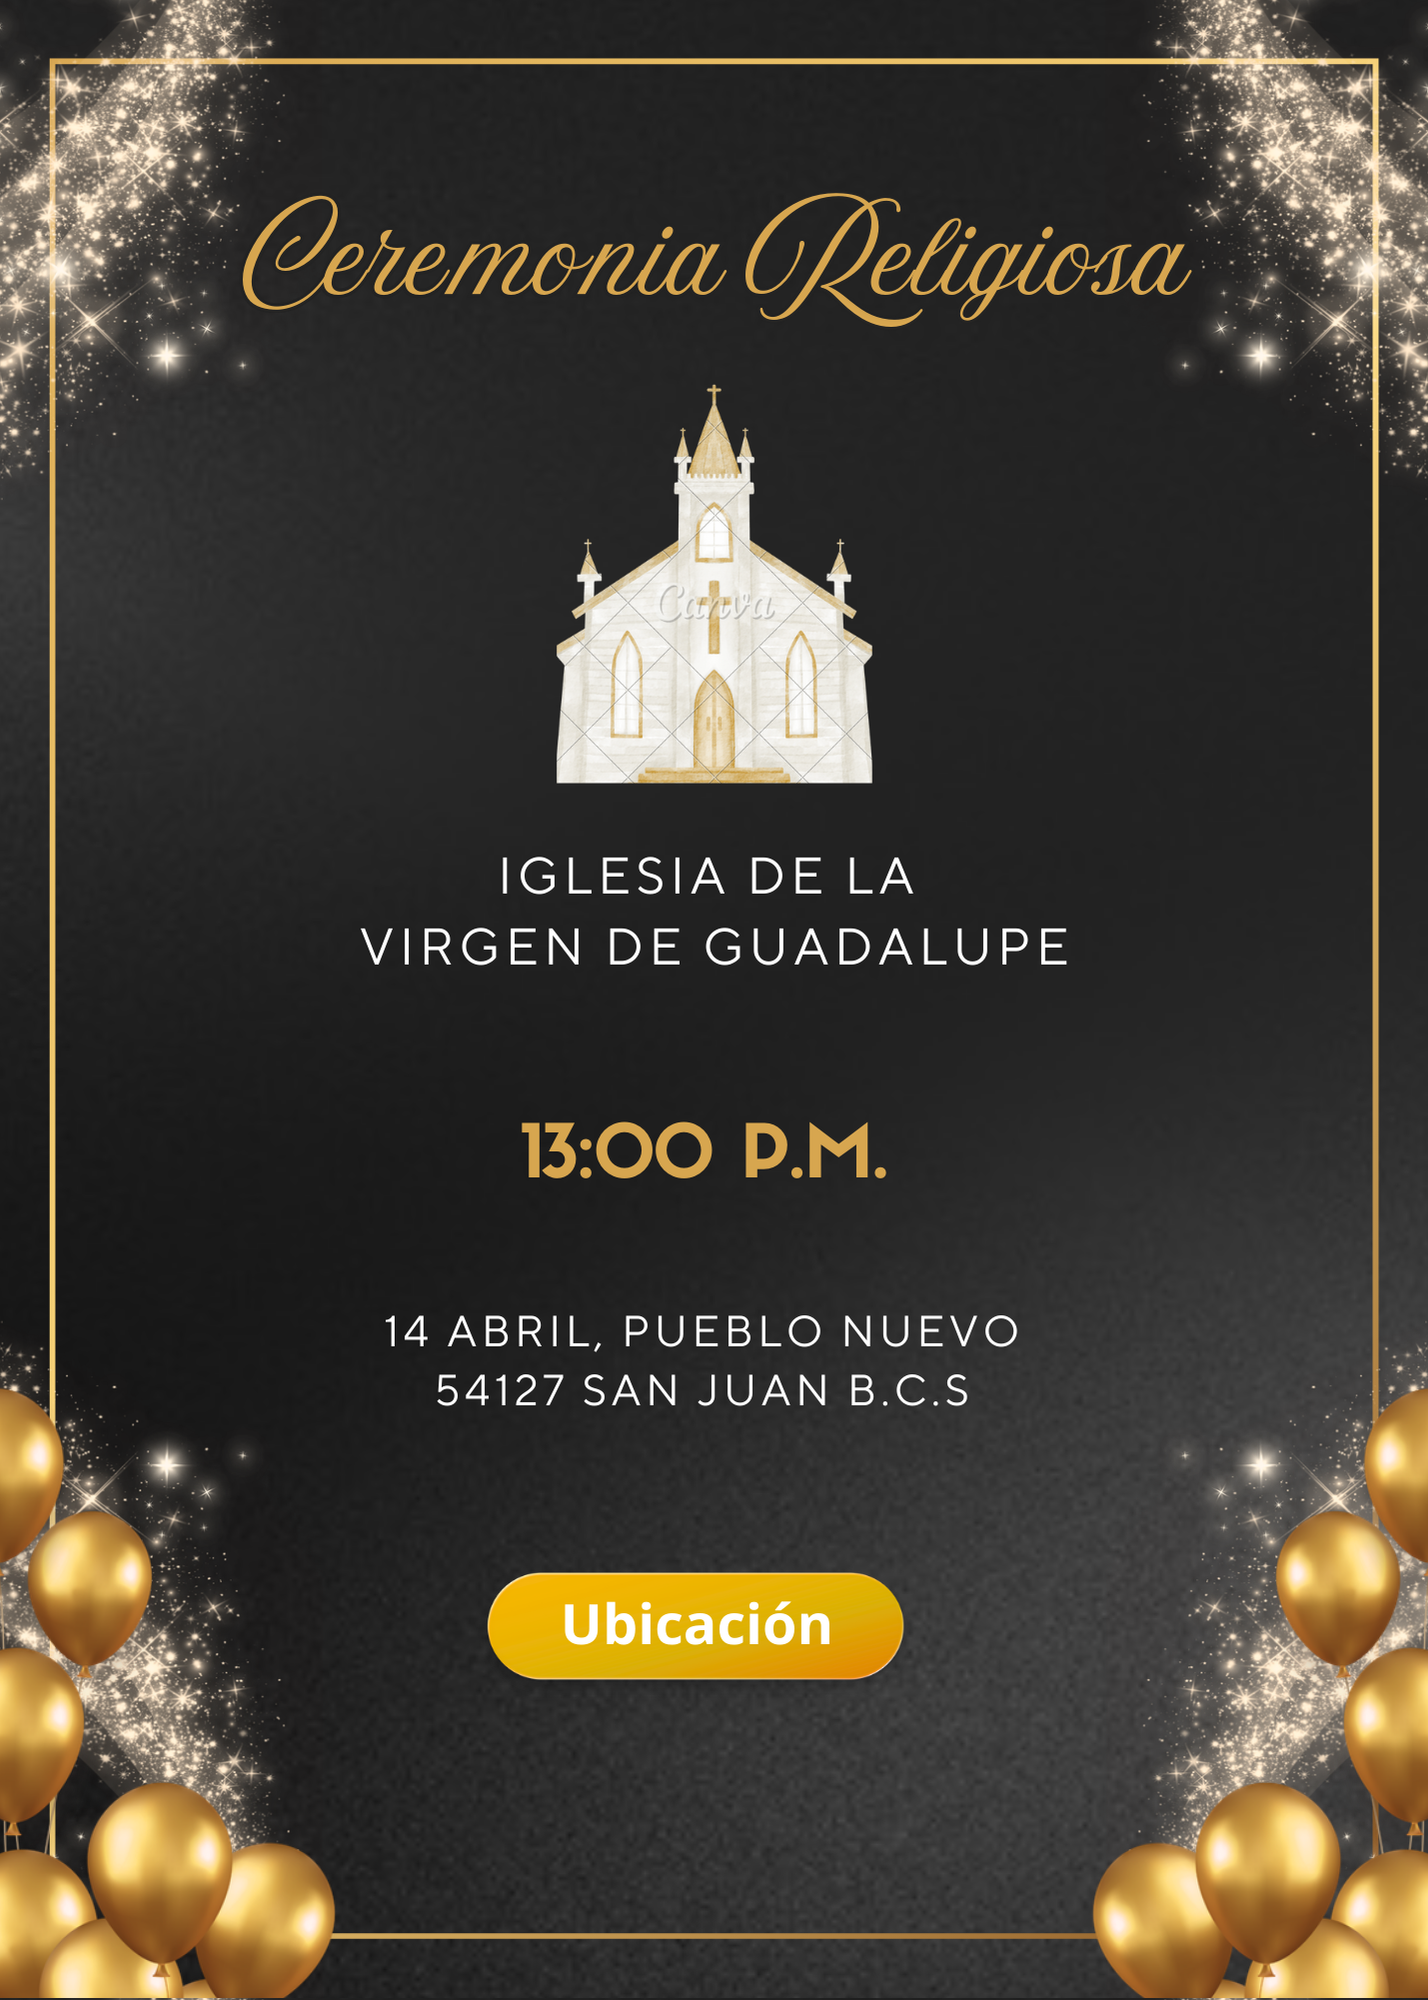 Ceremonia Religiosa
Canva
IGLESIA DE LA
VIRGEN DE GUADALUPE
13:00 P.M.
14 ABRIL, PUEBLO NUEVO
54127 SAN JUAN B.C.S
Ubicación